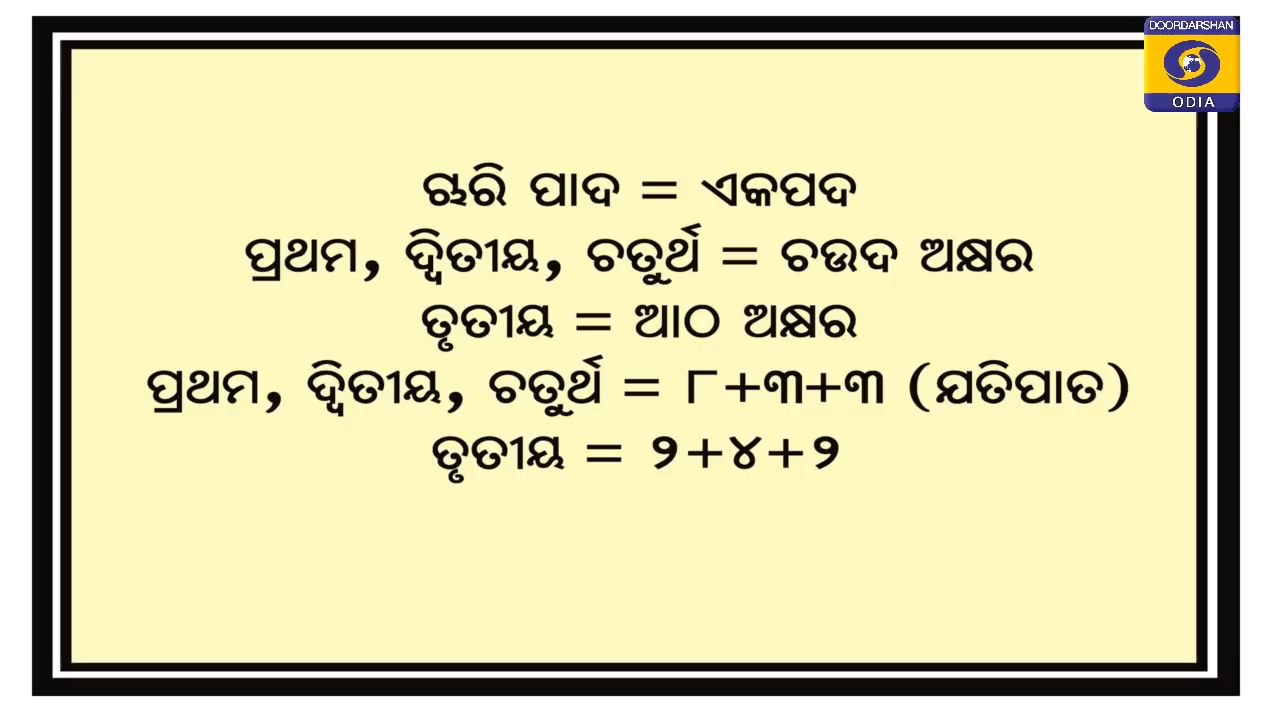 DOORDARSHAN
ODIA
ଚାରି ପାଦ = ଏକପଦ
ପ୍ରଥମ, ଦ୍ୱିତୀୟ, ଚତୁର୍ଥ = ଚଉଦ ଅକ୍ଷର
ତୃତୀୟ = ଆଠ ଅକ୍ଷର
ପ୍ରଥମ, ଦ୍ୱିତୀୟ, ଚତୁର୍ଥ = ୮+୩+୩ (ଯତିପାତ)
ତୃତୀୟ = ୨+୪+୨